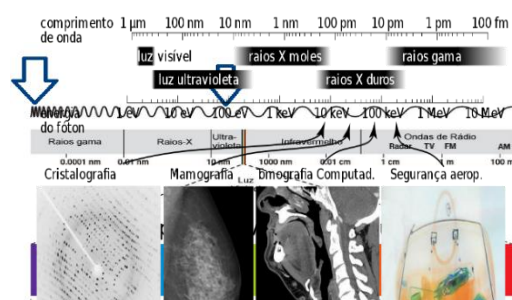 comprimento de onda 1 μm 100 nm 10 nm 1 nm 100 pm 10 pm 1 pm 100 fm
luz visível raios X moles raios gama
luz ultravioleta raios X duros
energia do foton 1 eV 10 eV 100 eV 1 keV 10 keV 100 keV 1 MeV 10 MeV
Raios gama Raios-X Ultra-violeta Infravermelho Ondas de Rádio
Radar TV FM AM
0.0001 nm 0.01 nm 10 nm 1000 nm 0.01 cm 1 cm 1 m 100 m
Cristalografia Mamografia Tomografia Computad. Segurança aerop.
Luz